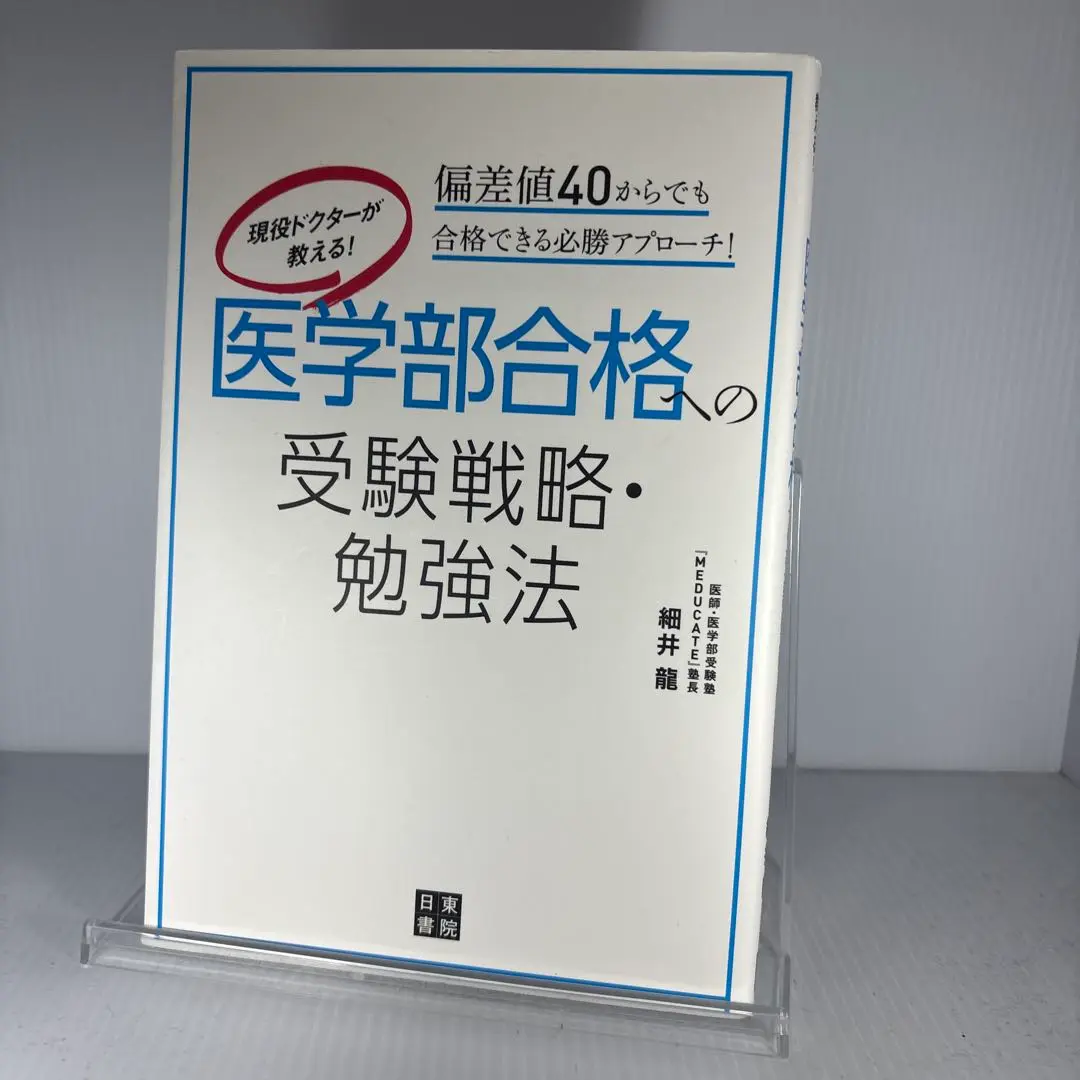 現役ドクターが
教える!
偏差値40からでも
合格できる必勝アプローチ!
医学部合格への
受験戦略・
勉強法
医師・医学部受験塾
『MEDUCATE』塾長
細井 龍
日東
書院